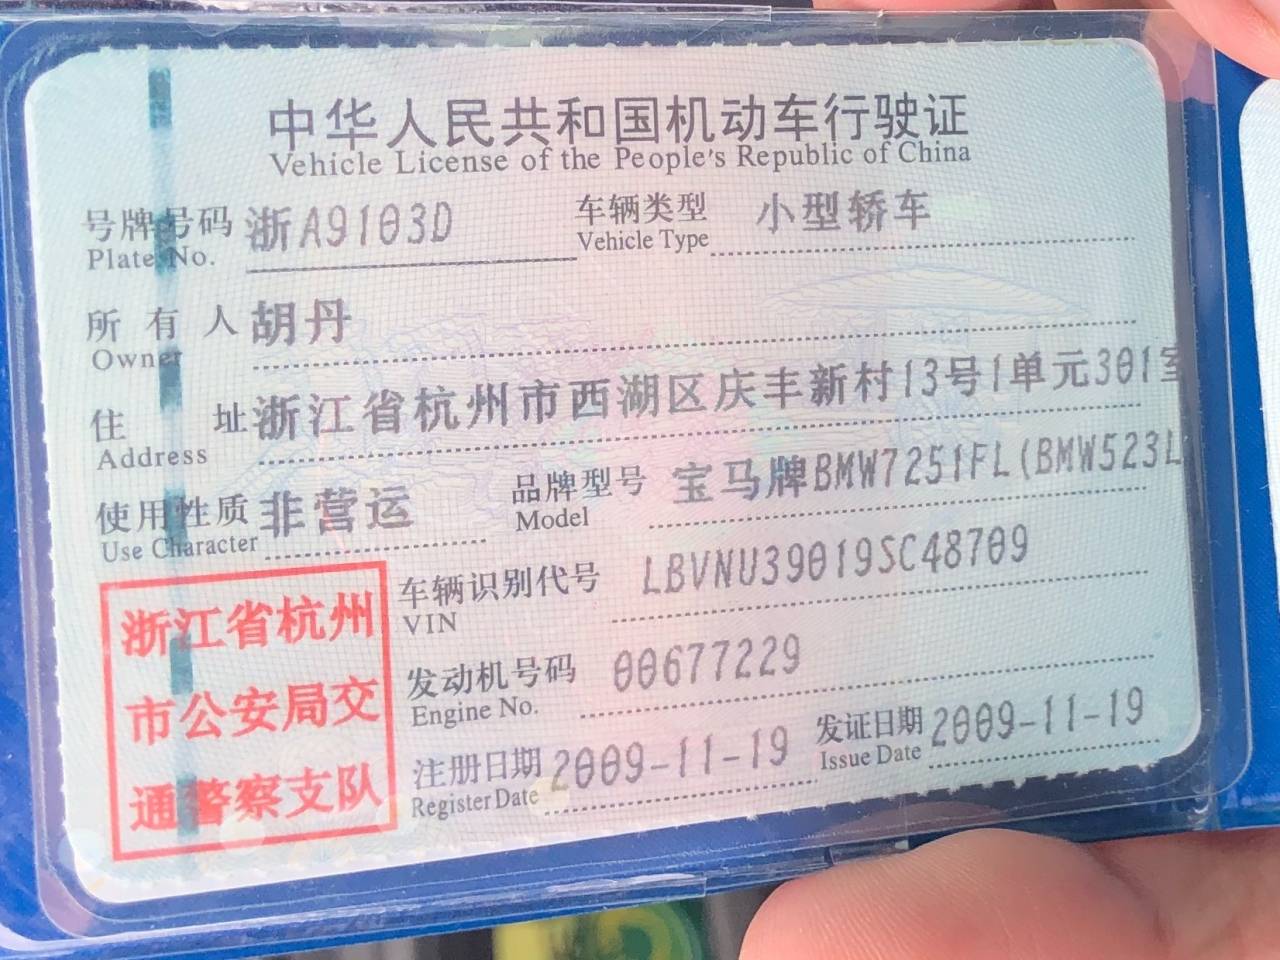 中华人民共和国机动车行驶证
Vehicle License of the People's Republic of China
号牌号码 浙A9103D 车辆类型 小型轿车
Plate No. Vehicle Type
所有人 胡丹
Owner
住址 浙江省杭州市西湖区庆丰新村13号1单元301室
Address
使用性质 非营运 品牌型号 宝马牌BMW7251FL(BMW523L
Use Character Model
车辆识别代号 LBVNU39019SC48709
VIN
发动机号码 00677229
Engine No.
注册日期 2009-11-19 发证日期 2009-11-19
Register Date Issue Date
浙江省杭州
市公安局交
通警察支队